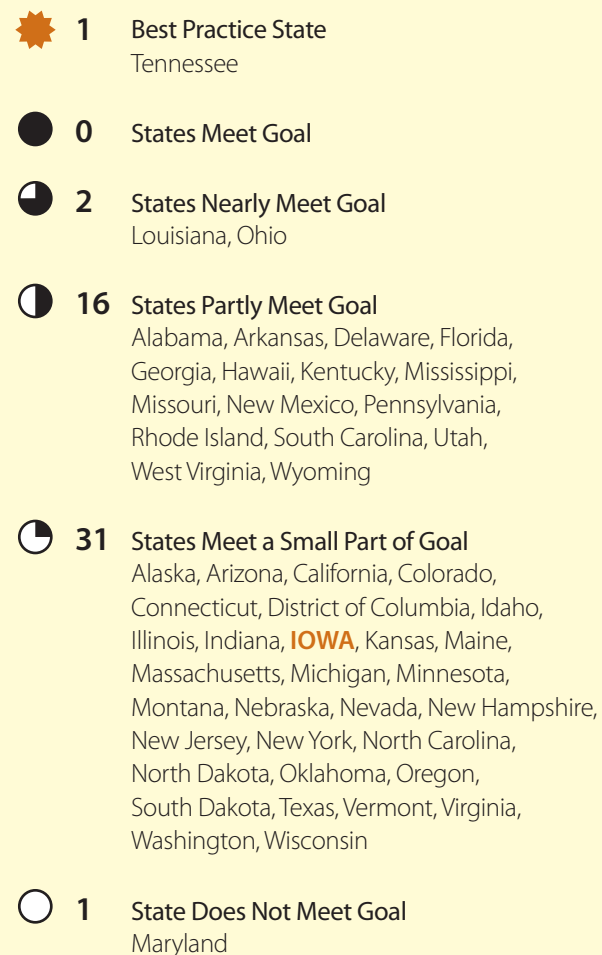 1 Best Practice State
Tennessee
0 States Meet Goal
2 States Nearly Meet Goal
Louisiana, Ohio
16 States Partly Meet Goal
Alabama, Arkansas, Delaware, Florida,
Georgia, Hawaii, Kentucky, Mississippi,
Missouri, New Mexico, Pennsylvania,
Rhode Island, South Carolina, Utah,
West Virginia, Wyoming
31 States Meet a Small Part of Goal
Alaska, Arizona, California, Colorado,
Connecticut, District of Columbia, Idaho,
Illinois, Indiana, IOWA, Kansas, Maine,
Massachusetts, Michigan, Minnesota,
Montana, Nebraska, Nevada, New Hampshire,
New Jersey, New York, North Carolina,
North Dakota, Oklahoma, Oregon,
South Dakota, Texas, Vermont, Virginia,
Washington, Wisconsin
1 State Does Not Meet Goal
Maryland